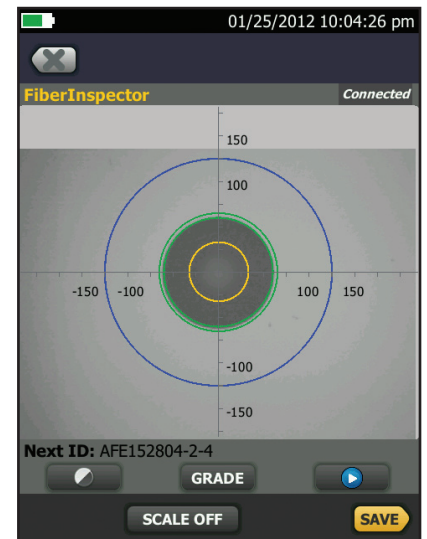 01/25/2012 10:04:26 pm
FiberInspector Connected
150
100
-150 -100 100 150
-100
-150
Next ID: AFE152804-2-4
GRADE
SCALE OFF SAVE